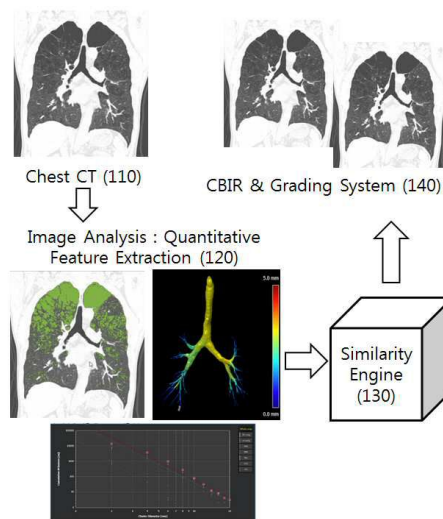 Chest CT (110)
CBIR & Grading System (140)
Image Analysis : Quantitative
Feature Extraction (120)
5.0 mm
0.0 mm
Similarity
Engine
(130)